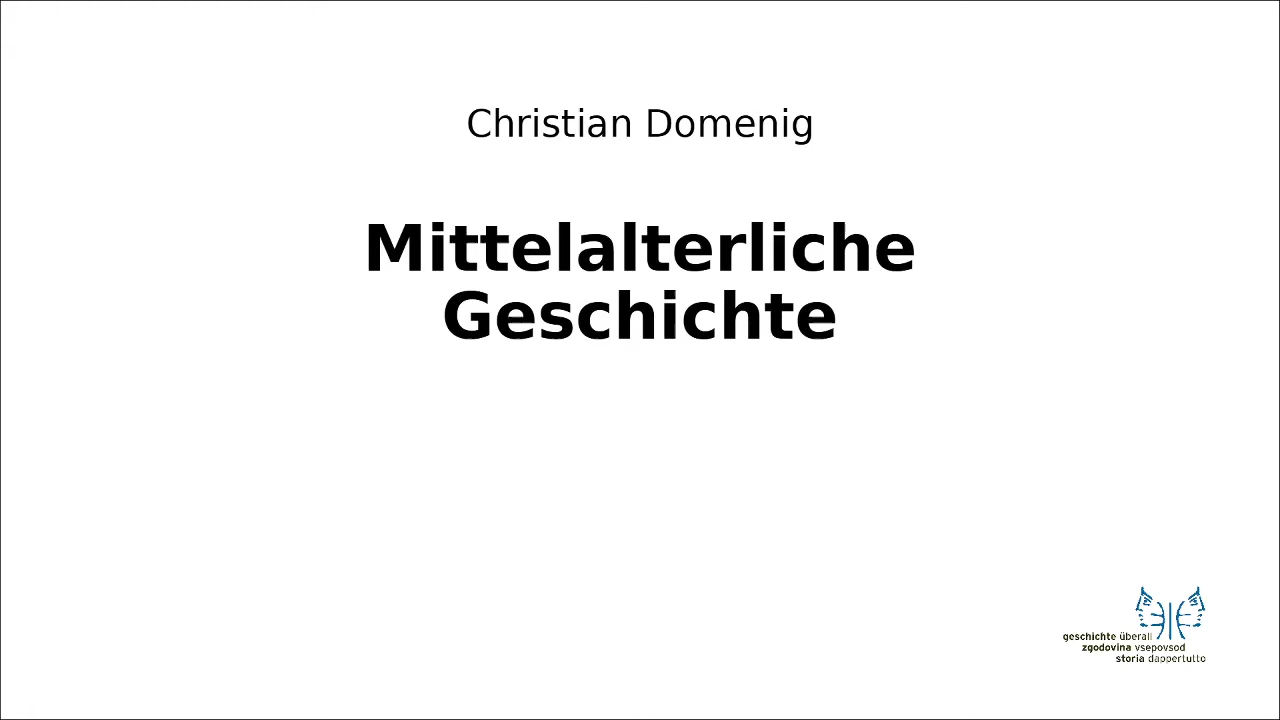 Christian Domenig
Mittelalterliche
Geschichte
geschichte überall
zgodovina vsepovsod
storia dappertutto